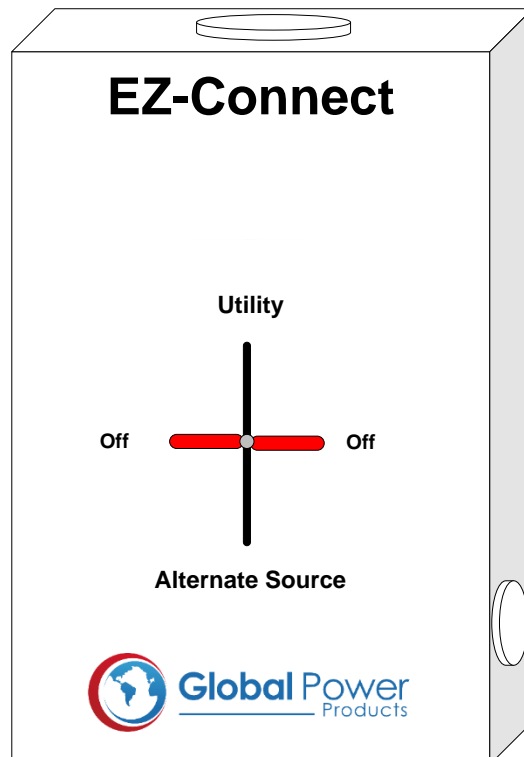 EZ-Connect
Utility
Off Off
Alternate Source
Global Power
Products